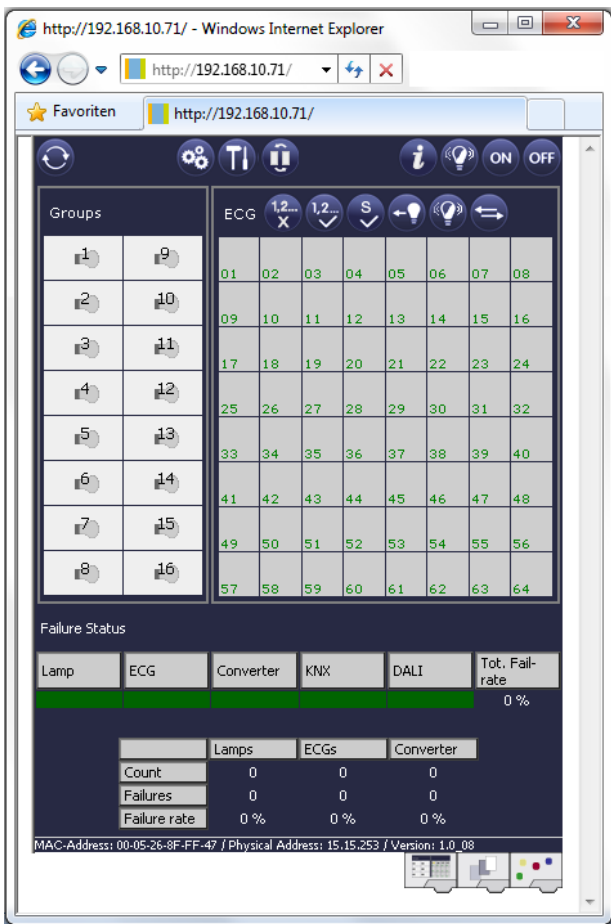 http://192.168.10.71/ - Windows Internet Explorer
http://192.168.10.71/
Favoriten http://192.168.10.71/
i ON OFF
Groups ECG 1,2... X 1,2... S
1 9 01 02 03 04 05 06 07 08
2 10 09 10 11 12 13 14 15 16
3 11 17 18 19 20 21 22 23 24
4 12 25 26 27 28 29 30 31 32
5 13 33 34 35 36 37 38 39 40
6 14 41 42 43 44 45 46 47 48
7 15 49 50 51 52 53 54 55 56
8 16 57 58 59 60 61 62 63 64
Failure Status
Lamp ECG Converter KNX DALI Tot. Fail-
rate
0 %
Lamps ECGs Converter
Count 0 0 0
Failures 0 0 0
Failure rate 0 % 0 % 0 %
MAC-Address: 00-05-26-8F-FF-47 / Physical Address: 15.15.253 / Version: 1.0_08